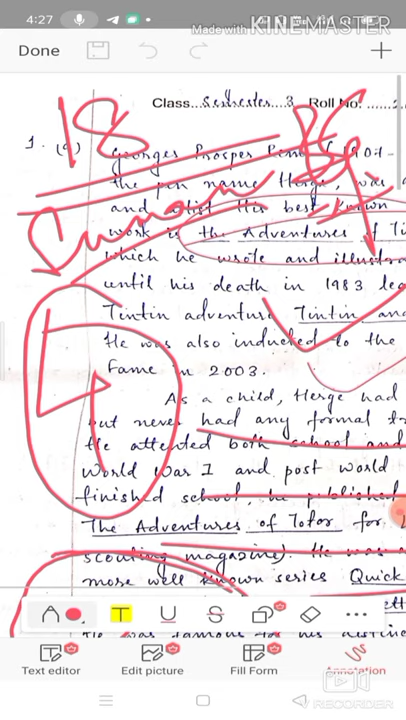 4:27
Made with KINEMASTER
Done
Class... Semester 3 Roll No.
18
1. (a) Georges Prosper Remi (1907-
the pen name Herge, was
and artist. His best known
work is the Adventures of Ti
which he wrote and illustra
until his death in 1983
Tintin adventure Tintin and
He was also inducted to the
Fame in 2003.
As a child, Herge had
but never had any formal
He attended both school and
World War I and post world
finished school, he published
The Adventures of Totor for
scouting magazine). He was
more well known series Quick
T
U
S
Text editor
Edit picture
Fill Form
Annotation
RECORDER